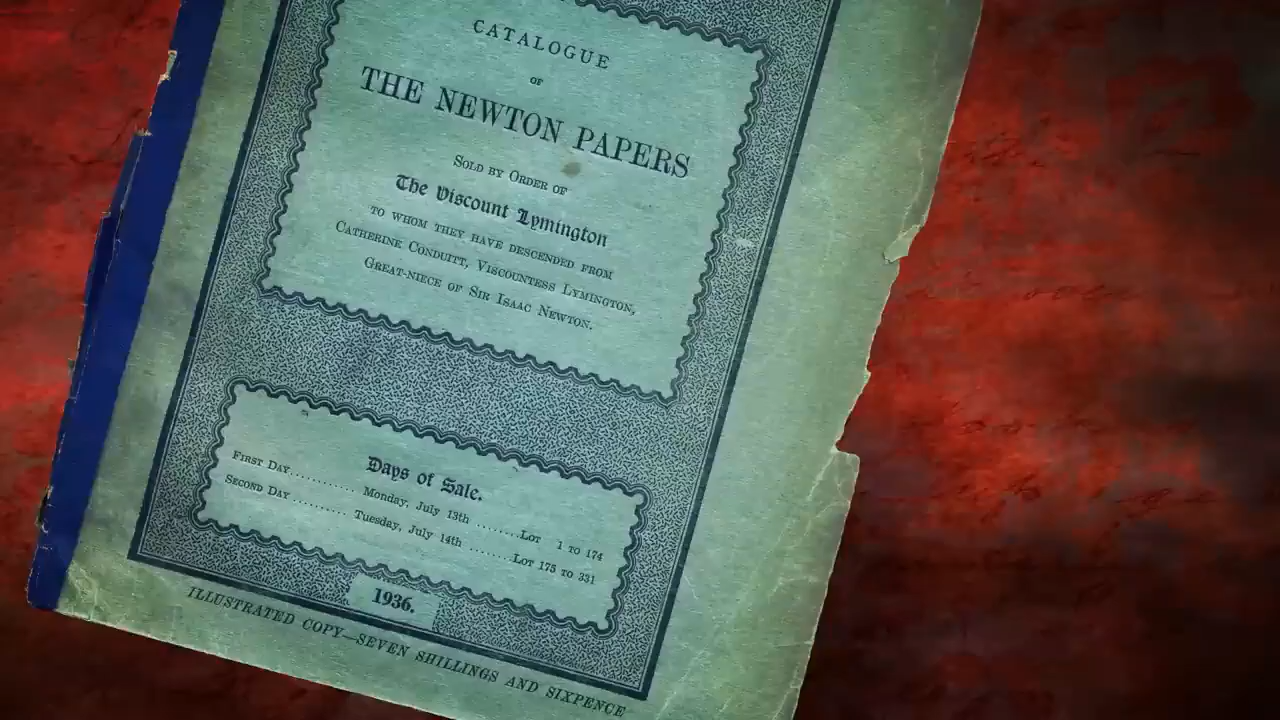 CATALOGUE
OF
THE NEWTON PAPERS
SOLD BY ORDER OF
The Viscount Lymington
TO WHOM THEY HAVE DESCENDED FROM
CATHERINE CONDUITT, VISCOUNTESS LYMINGTON,
GREAT-NIECE OF SIR ISAAC NEWTON.
Days of Sale.
FIRST DAY............ Monday, July 13th ........LOT 1 TO 174
SECOND DAY .......... Tuesday, July 14th ........LOT 175 TO 331
1936.
ILLUSTRATED COPY—SEVEN SHILLINGS AND SIXPENCE